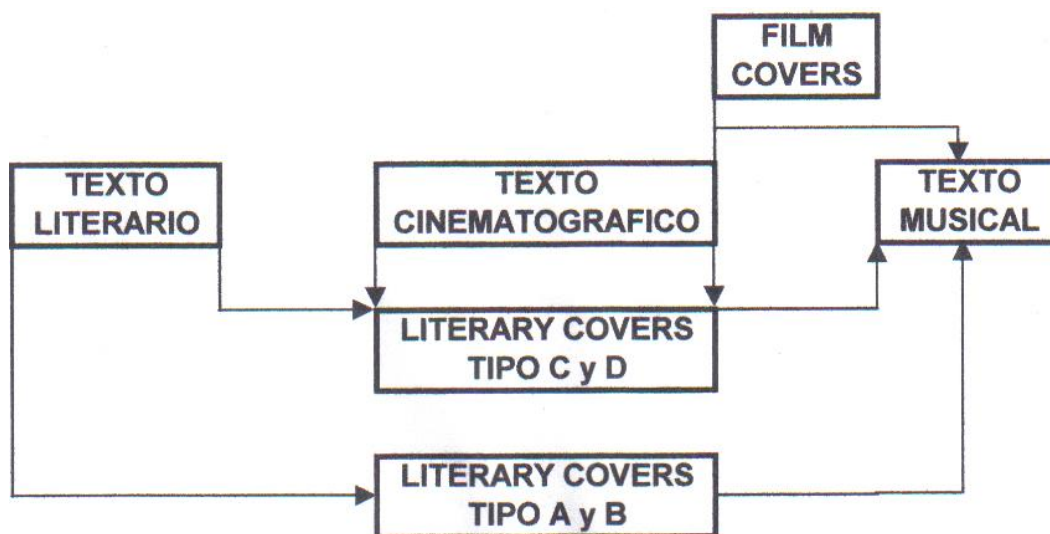 FILM
COVERS
TEXTO
LITERARIO
TEXTO
CINEMATOGRAFICO
TEXTO
MUSICAL
LITERARY COVERS
TIPO C y D
LITERARY COVERS
TIPO A y B